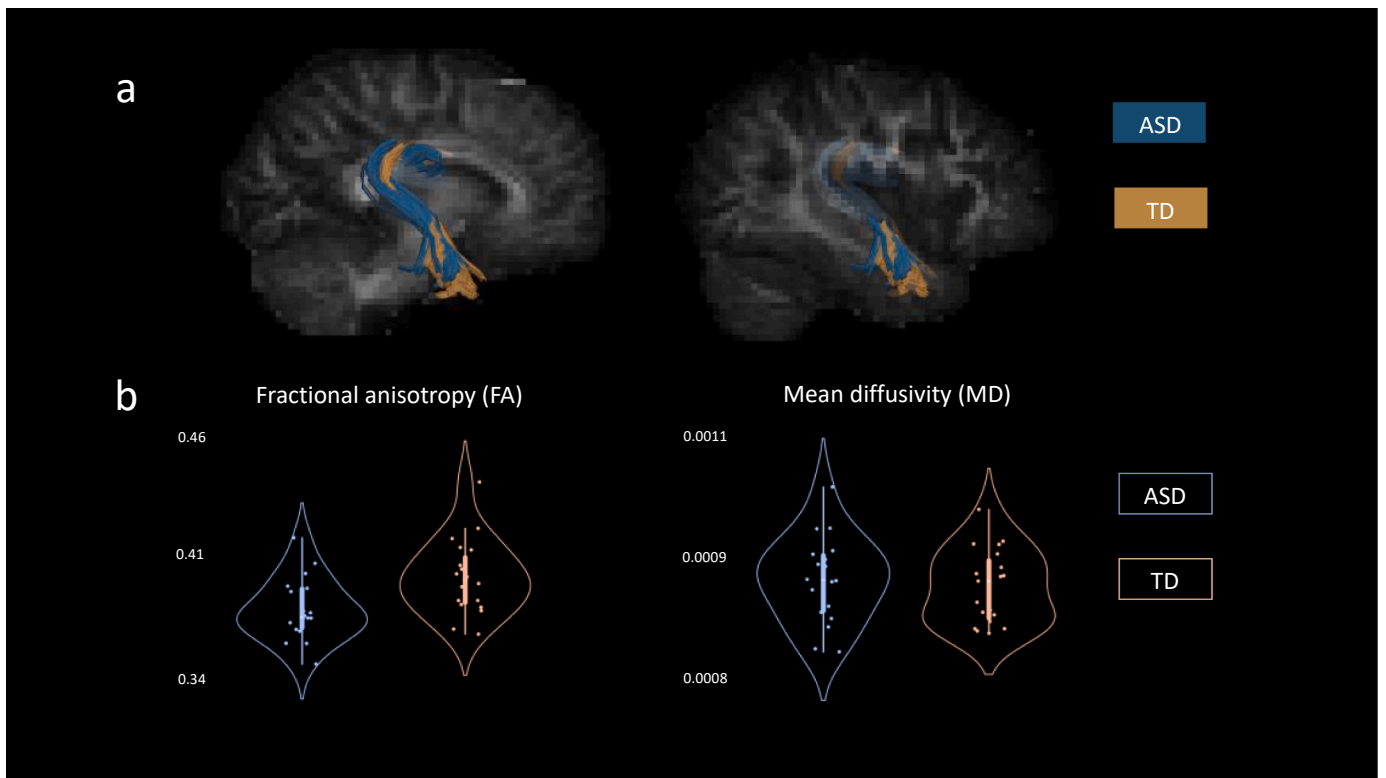 a
ASD
TD
b
Fractional anisotropy (FA)
Mean diffusivity (MD)
0.46
0.41
0.34
0.0011
0.0009
0.0008
ASD
TD